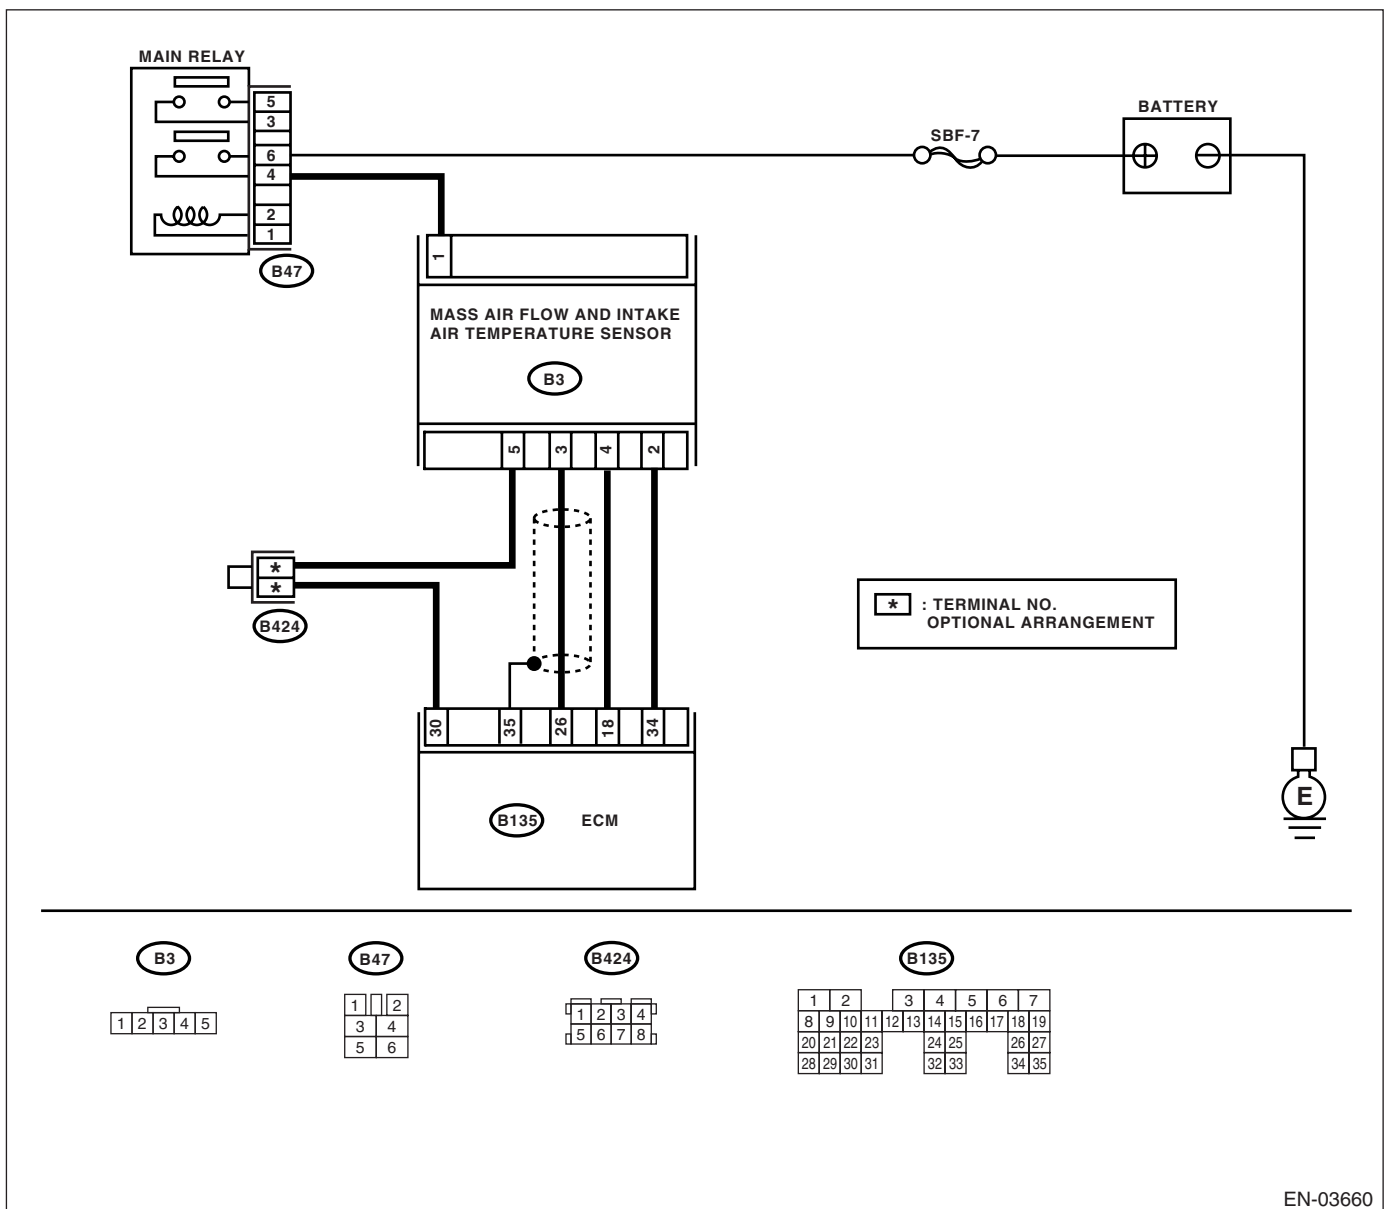 MAIN RELAY
5
3
6
4
2
1
B47
SBF-7
BATTERY
1
MASS AIR FLOW AND INTAKE
AIR TEMPERATURE SENSOR
B3
5 3 4 2
*
*
B424
* : TERMINAL NO.
OPTIONAL ARRANGEMENT
30 35 26 18 34
B135 ECM
E
B3
1 2 3 4 5
B47
1 2
3 4
5 6
B424
1 2 3 4
5 6 7 8
B135
1 2 3 4 5 6 7
8 9 10 11 12 13 14 15 16 17 18 19
20 21 22 23 24 25 26 27
28 29 30 31 32 33 34 35
EN-03660